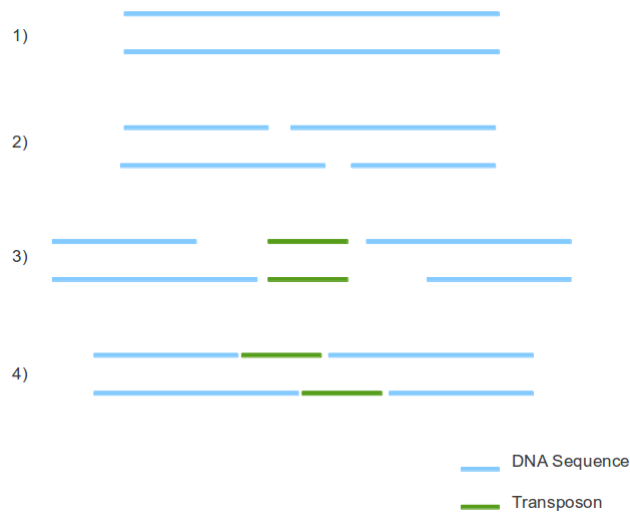 1)
2)
3)
4)
DNA Sequence
Transposon